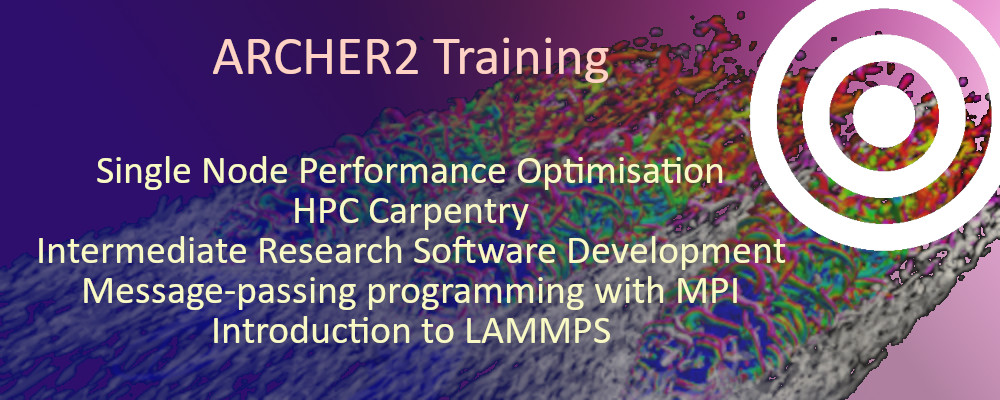 ARCHER2 Training
Single Node Performance Optimisation
HPC Carpentry
Intermediate Research Software Development
Message-passing programming with MPI
Introduction to LAMMPS